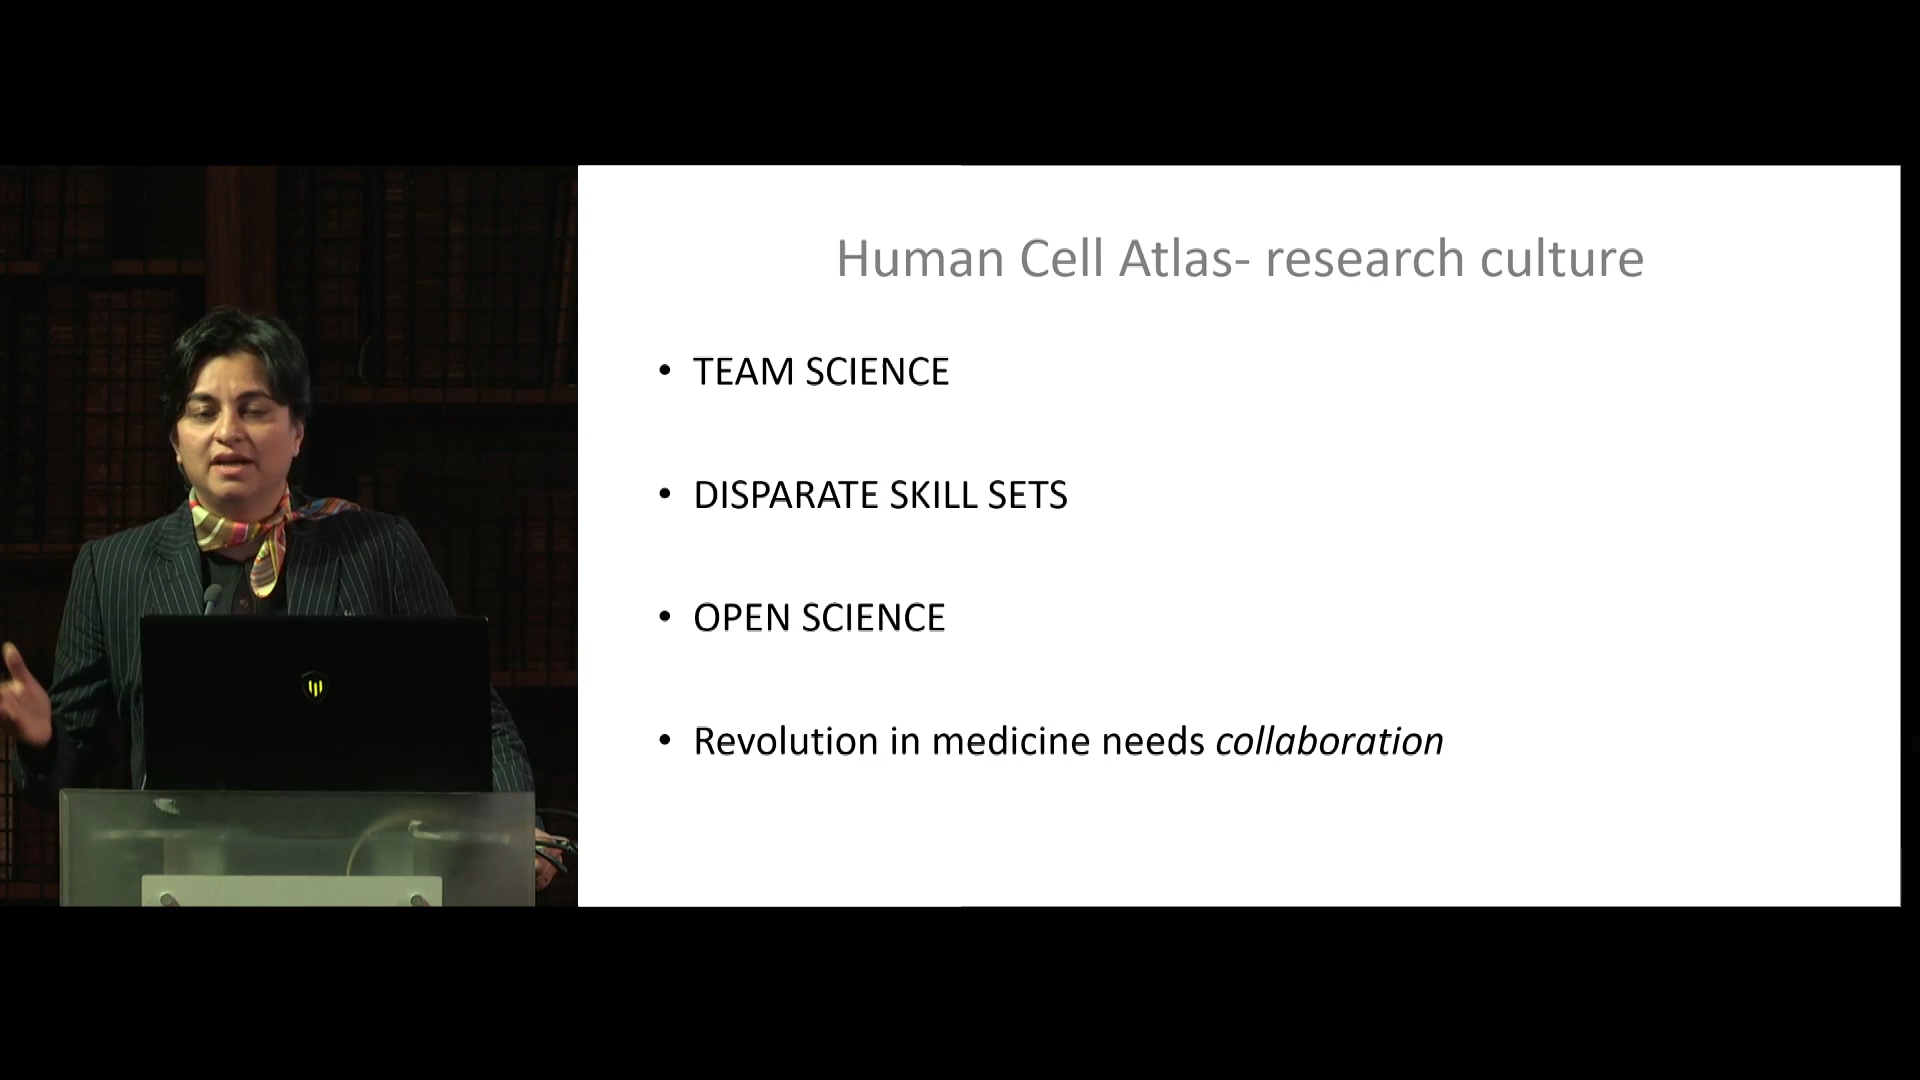 Human Cell Atlas- research culture
• TEAM SCIENCE
• DISPARATE SKILL SETS
• OPEN SCIENCE
• Revolution in medicine needs collaboration